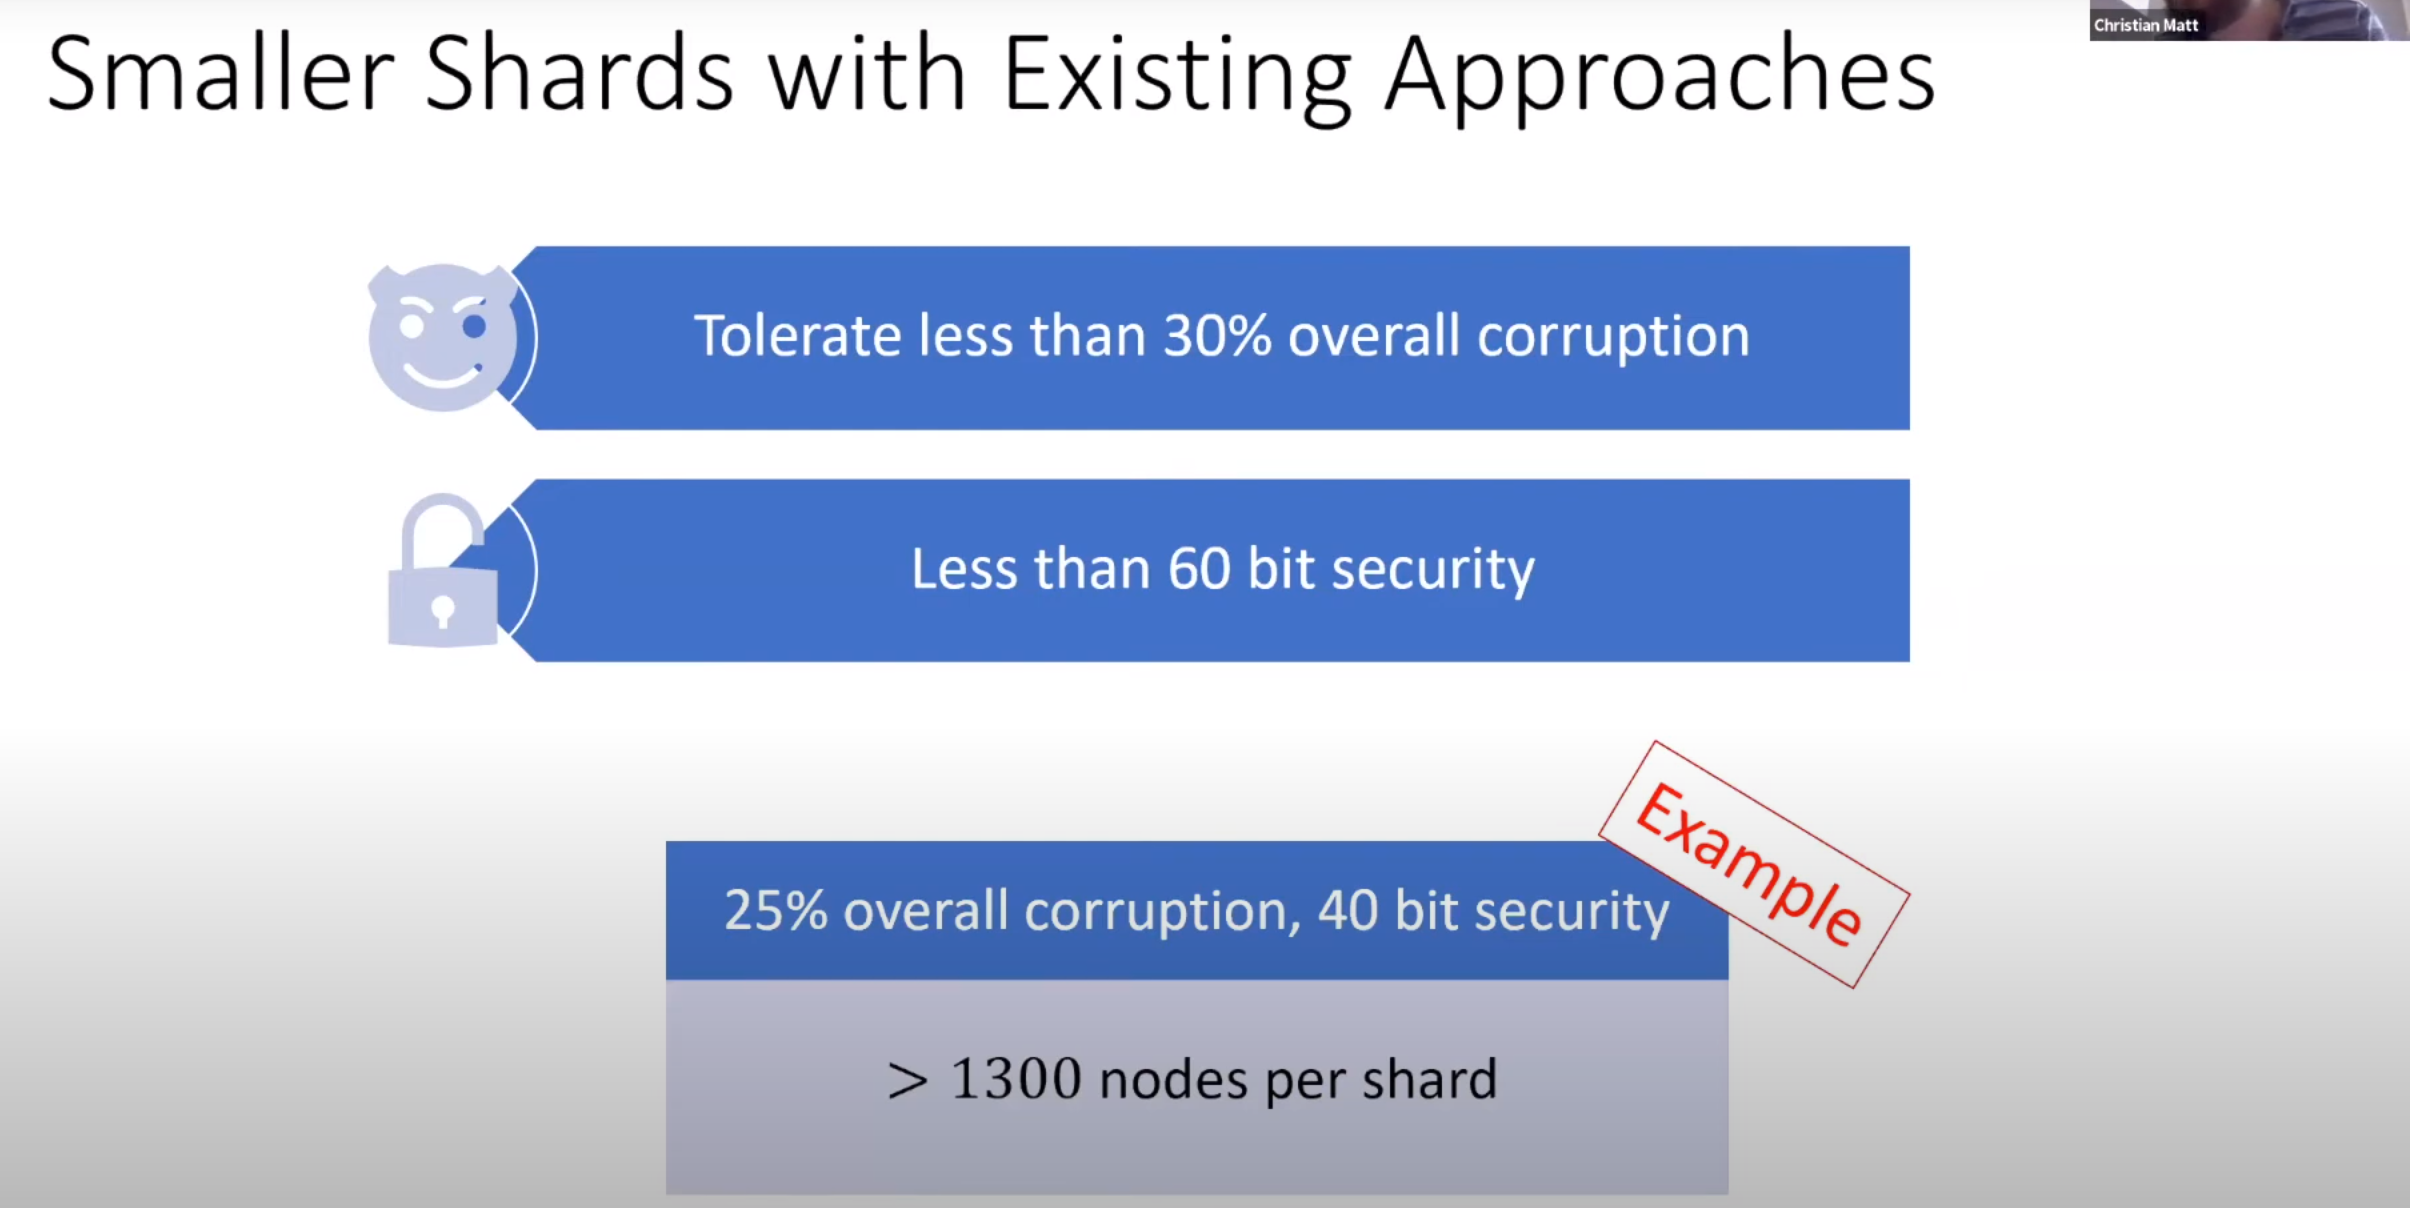 Christian Matt
Smaller Shards with Existing Approaches
Tolerate less than 30% overall corruption
Less than 60 bit security
Example
25% overall corruption, 40 bit security
> 1300 nodes per shard